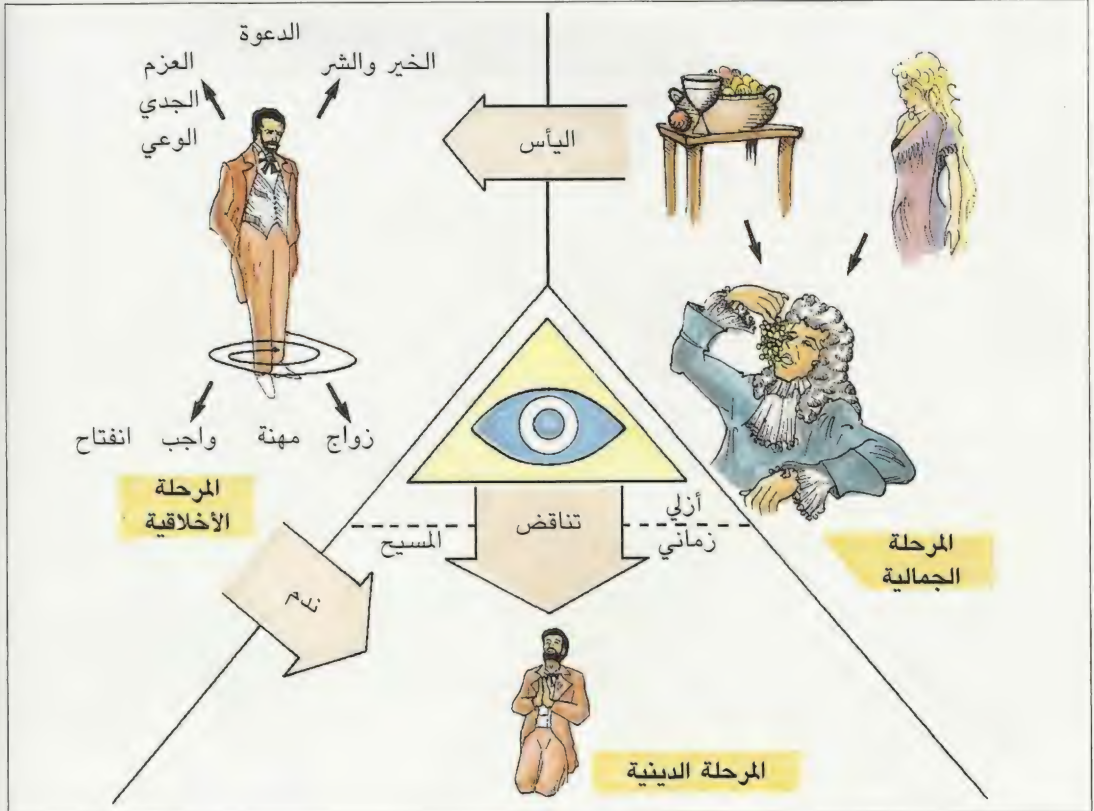 الدعوة
الخير والشر
العزم
الجدي
الوعي
اليأس
زواج مهنة واجب انفتاح
المرحلة
الأخلاقية
أزلي
تناقض
زماني
المسيح
المرحلة
الجمالية
ندم
المرحلة الدينية